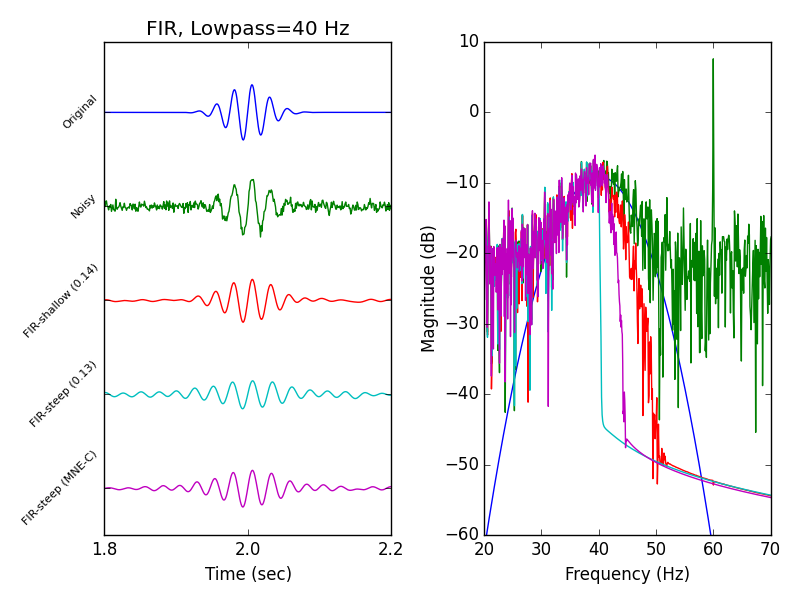 FIR, Lowpass=40 Hz
Original
Noisy
FIR-shallow (0.14)
FIR-steep (0.13)
FIR-steep (MNE-C)
1.8 2.0 2.2
Time (sec)
10
0
−10
−20
−30
−40
−50
−60
Magnitude (dB)
20 30 40 50 60 70
Frequency (Hz)